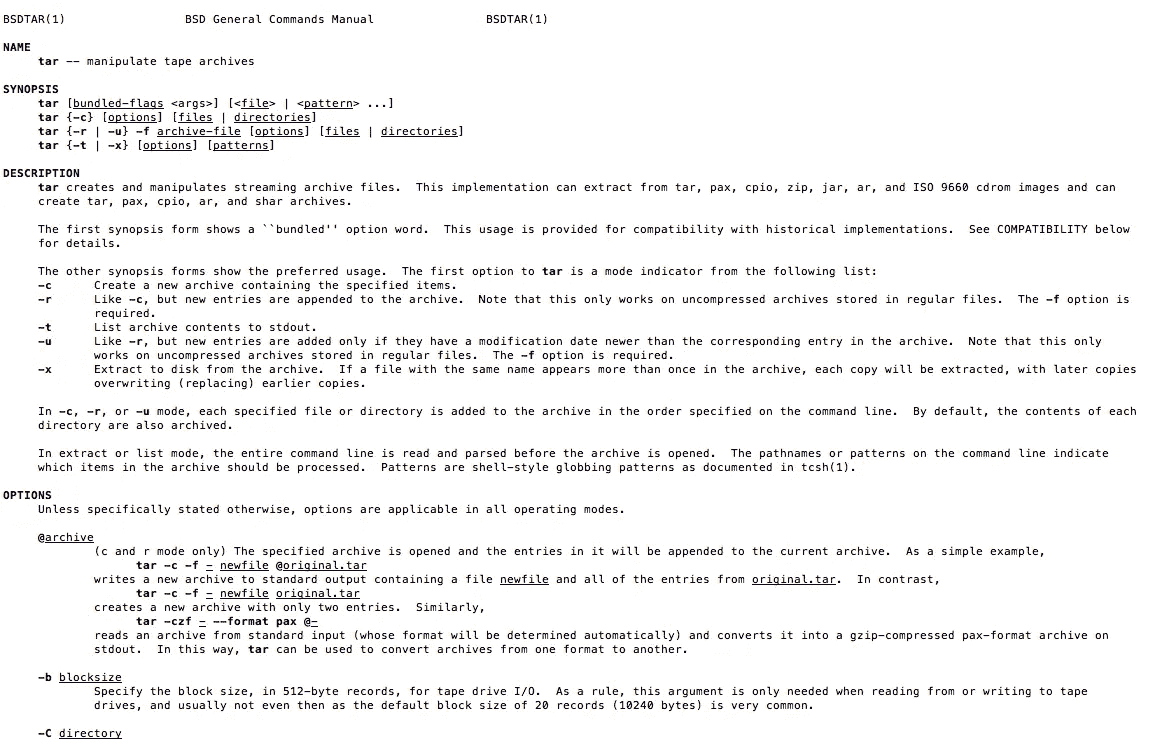 BSDTAR(1) BSD General Commands Manual BSDTAR(1)
NAME
tar -- manipulate tape archives
SYNOPSIS
tar [bundled-flags <args>] [<file> | <pattern> ...]
tar {-c} [options] [files | directories]
tar {-r | -u} -f archive-file [options] [files | directories]
tar {-t | -x} [options] [patterns]
DESCRIPTION
tar creates and manipulates streaming archive files.  This implementation can extract from tar, pax, cpio, zip, jar, ar, and ISO 9660 cdrom images and can
create tar, pax, cpio, ar, and shar archives.
The first synopsis form shows a ``bundled'' option word.  This usage is provided for compatibility with historical implementations.  See COMPATIBILITY below
for details.
The other synopsis forms show the preferred usage.  The first option to tar is a mode indicator from the following list:
-c Create a new archive containing the specified items.
-r Like -c, but new entries are appended to the archive.  Note that this only works on uncompressed archives stored in regular files.  The -f option is
required.
-t List archive contents to stdout.
-u Like -r, but new entries are added only if they have a modification date newer than the corresponding entry in the archive.  Note that this only
works on uncompressed archives stored in regular files.  The -f option is required.
-x Extract to disk from the archive.  If a file with the same name appears more than once in the archive, each copy will be extracted, with later copies
overwriting (replacing) earlier copies.
In -c, -r, or -u mode, each specified file or directory is added to the archive in the order specified on the command line.  By default, the contents of each
directory are also archived.
In extract or list mode, the entire command line is read and parsed before the archive is opened.  The pathnames or patterns on the command line indicate
which items in the archive should be processed.  Patterns are shell-style globbing patterns as documented in tcsh(1).
OPTIONS
Unless specifically stated otherwise, options are applicable in all operating modes.
@archive
(c and r mode only) The specified archive is opened and the entries in it will be appended to the current archive.  As a simple example,
tar -c -f - newfile @original.tar
writes a new archive to standard output containing a file newfile and all of the entries from original.tar.  In contrast,
tar -c -f - newfile original.tar
creates a new archive with only two entries.  Similarly,
tar -czf - --format pax @-
reads an archive from standard input (whose format will be determined automatically) and converts it into a gzip-compressed pax-format archive on
stdout.  In this way, tar can be used to convert archives from one format to another.
-b blocksize
Specify the block size, in 512-byte records, for tape drive I/O.  As a rule, this argument is only needed when reading from or writing to tape
drives, and usually not even then as the default block size of 20 records (10240 bytes) is very common.
-C directory